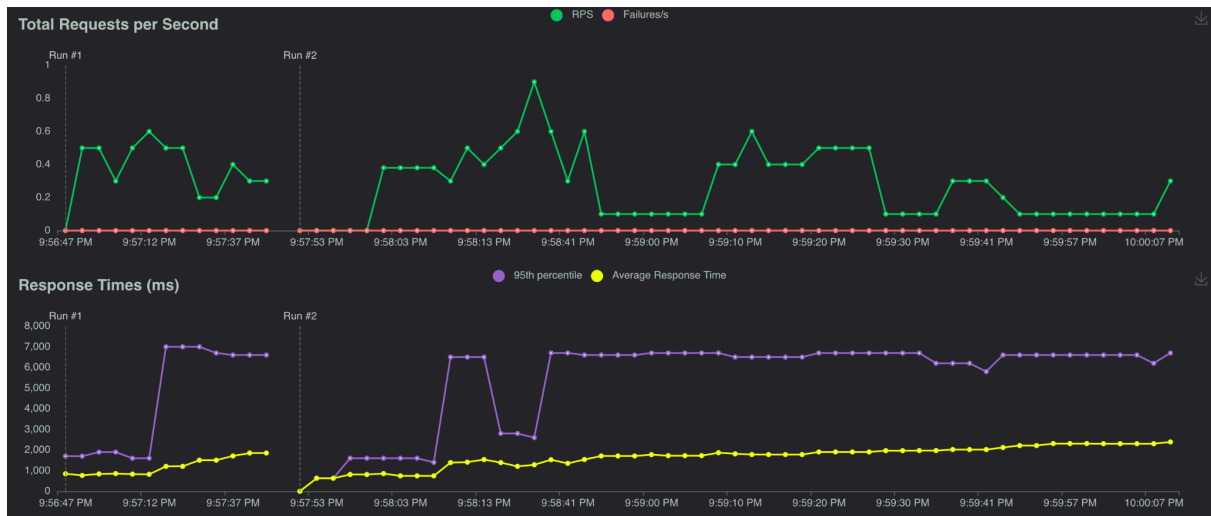 Total Requests per Second
RPS Failures/s
Run #1 Run #2
1
0.8
0.6
0.4
0.2
0
9:56:47 PM 9:57:12 PM 9:57:37 PM 9:57:53 PM 9:58:03 PM 9:58:13 PM 9:58:41 PM 9:59:00 PM 9:59:10 PM 9:59:20 PM 9:59:30 PM 9:59:41 PM 9:59:57 PM 10:00:07 PM
Response Times (ms)
95th percentile Average Response Time
Run #1 Run #2
8,000
7,000
6,000
5,000
4,000
3,000
2,000
1,000
0
9:56:47 PM 9:57:12 PM 9:57:37 PM 9:57:53 PM 9:58:03 PM 9:58:13 PM 9:58:41 PM 9:59:00 PM 9:59:10 PM 9:59:20 PM 9:59:30 PM 9:59:41 PM 9:59:57 PM 10:00:07 PM